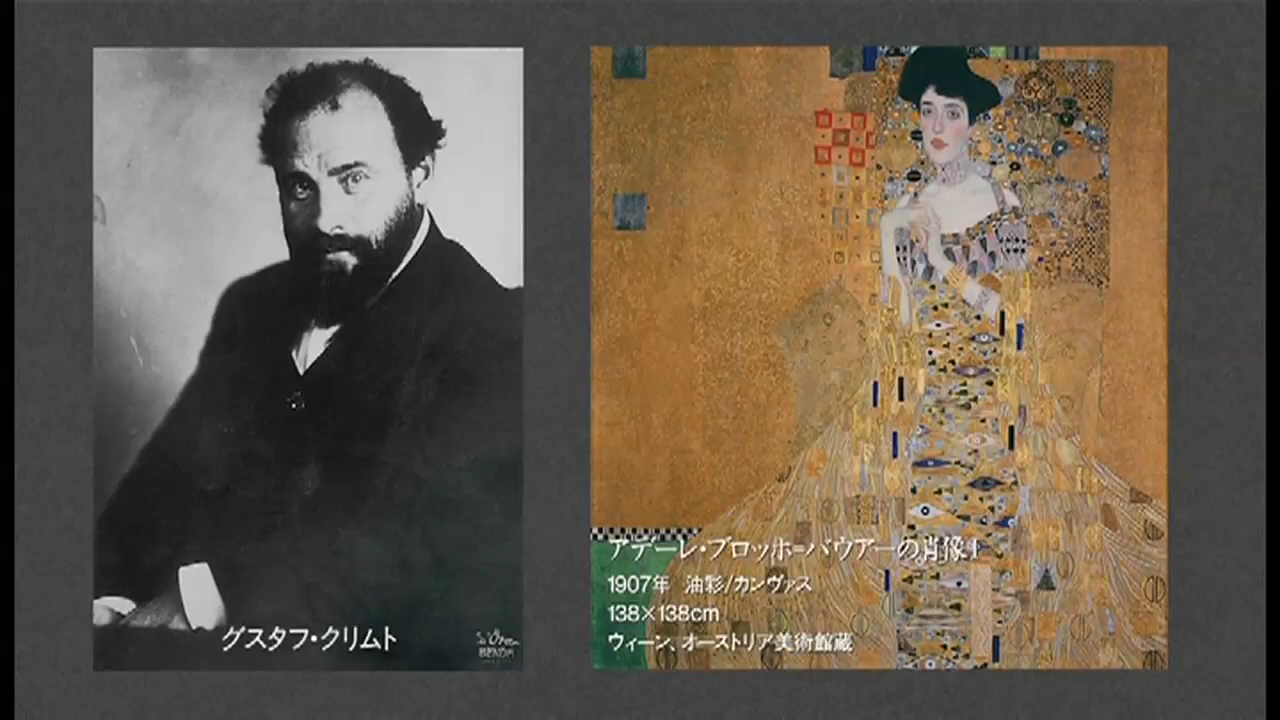 グスタフ・クリムト
アデーレ・ブロッホ=バウアーの肖像 I
1907年 油彩/カンヴァス
138×138cm
ウィーン、オーストリア美術館蔵